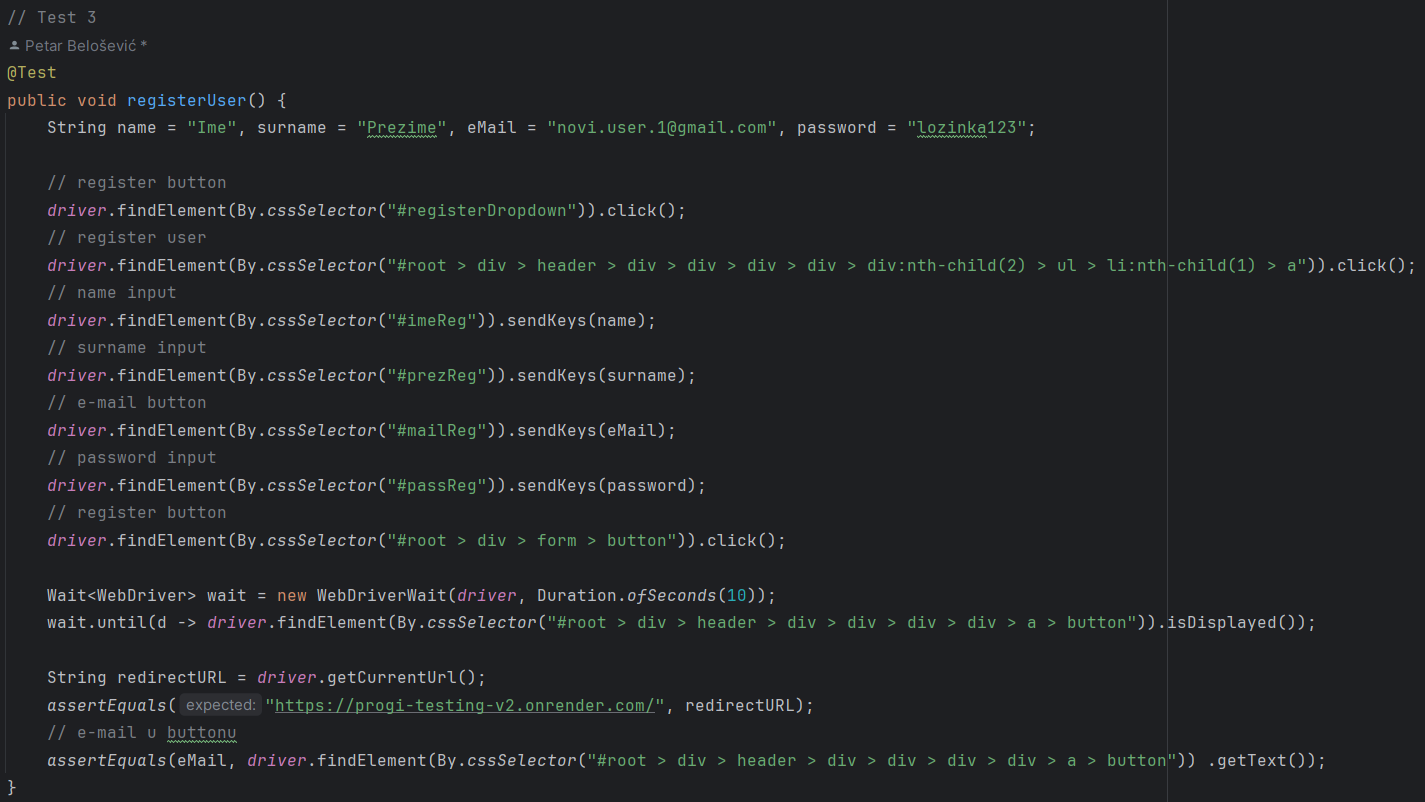 // Test 3
Petar Belošević *
@Test
public void registerUser() {
    String name = "Ime", surname = "Prezime", eMail = "novi.user.1@gmail.com", password = "lozinka123";

    // register button
    driver.findElement(By.cssSelector("#registerDropdown")).click();
    // register user
    driver.findElement(By.cssSelector("#root > div > header > div > div > div > div > div:nth-child(2) > ul > li:nth-child(1) > a")).click();
    // name input
    driver.findElement(By.cssSelector("#imeReg")).sendKeys(name);
    // surname input
    driver.findElement(By.cssSelector("#prezReg")).sendKeys(surname);
    // e-mail button
    driver.findElement(By.cssSelector("#mailReg")).sendKeys(eMail);
    // password input
    driver.findElement(By.cssSelector("#passReg")).sendKeys(password);
    // register button
    driver.findElement(By.cssSelector("#root > div > form > button")).click();

    Wait<WebDriver> wait = new WebDriverWait(driver, Duration.ofSeconds(10));
    wait.until(d -> driver.findElement(By.cssSelector("#root > div > header > div > div > div > div > a > button")).isDisplayed());

    String redirectURL = driver.getCurrentUrl();
    assertEquals( expected: "https://progi-testing-v2.onrender.com/", redirectURL);
    // e-mail u buttonu
    assertEquals(eMail, driver.findElement(By.cssSelector("#root > div > header > div > div > div > div > a > button")) .getText());
}